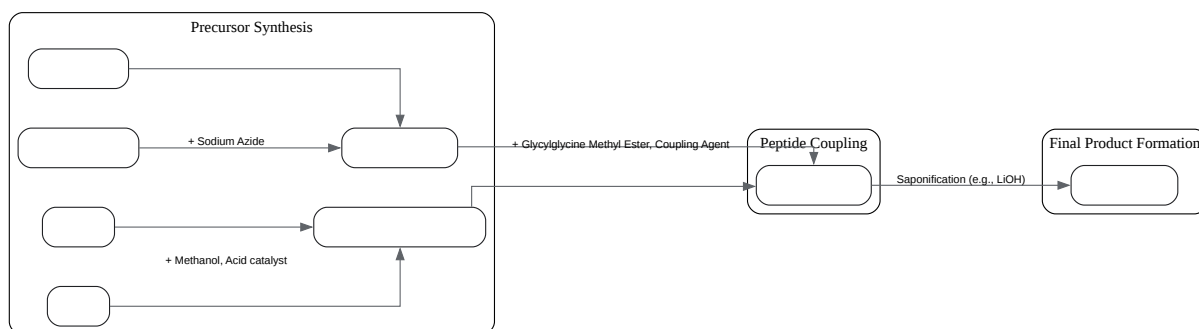 Precursor Synthesis
+ Sodium Azide
+ Glycylglycine Methyl Ester, Coupling Agent
Peptide Coupling
Final Product Formation
Saponification (e.g., LiOH)
+ Methanol, Acid catalyst